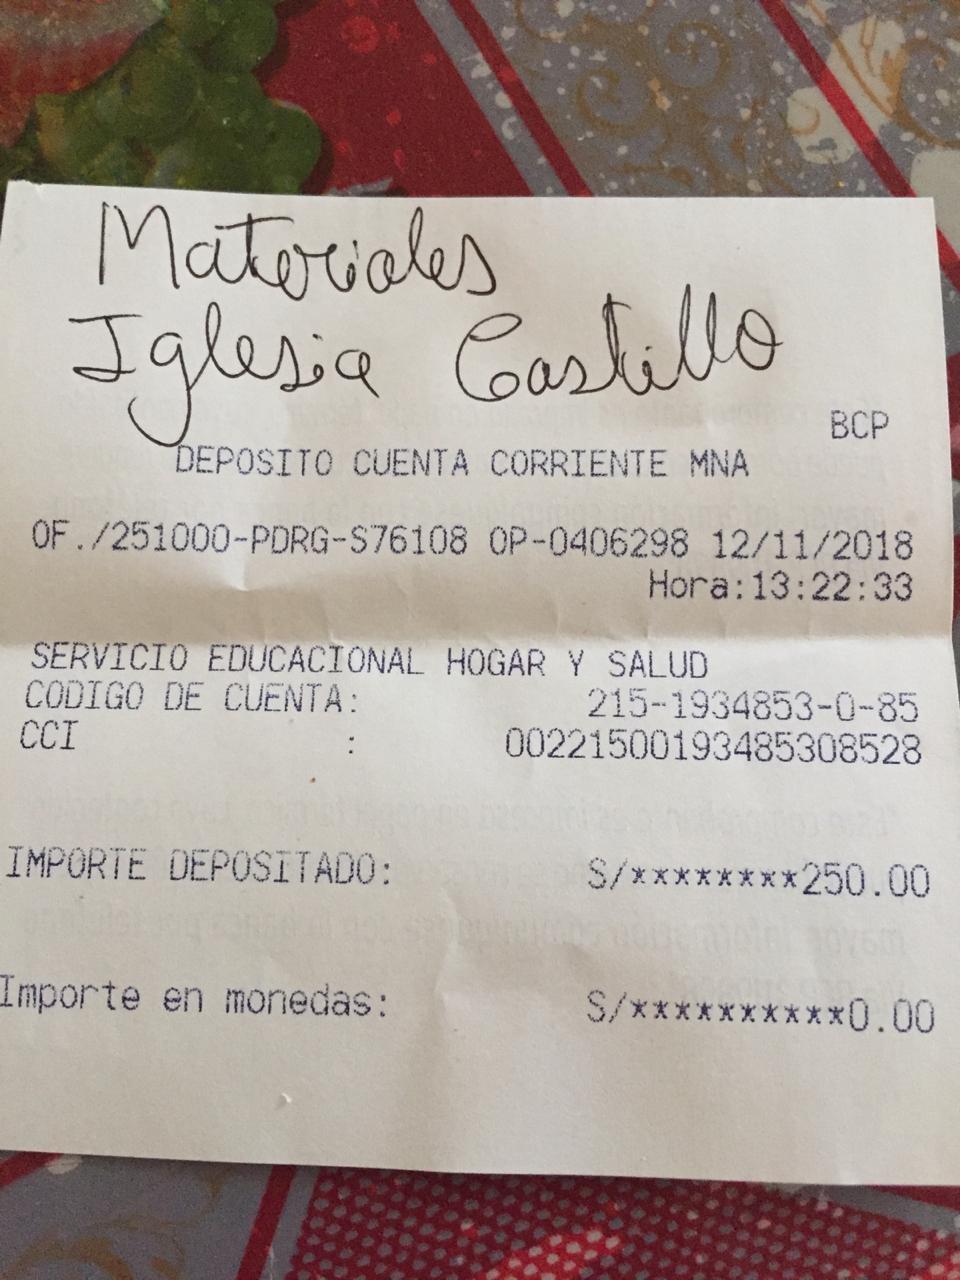 Materiales
Iglesia Castillo
BCP
DEPOSITO CUENTA CORRIENTE MNA
OF./251000-PDRG-S76108 OP-0406298 12/11/2018
Hora:13:22:33
SERVICIO EDUCACIONAL HOGAR Y SALUD
CODIGO DE CUENTA: 215-1934853-0-85
CCI : 00221500193485308528
IMPORTE DEPOSITADO: S/********250.00
Importe en monedas: S/**********0.00